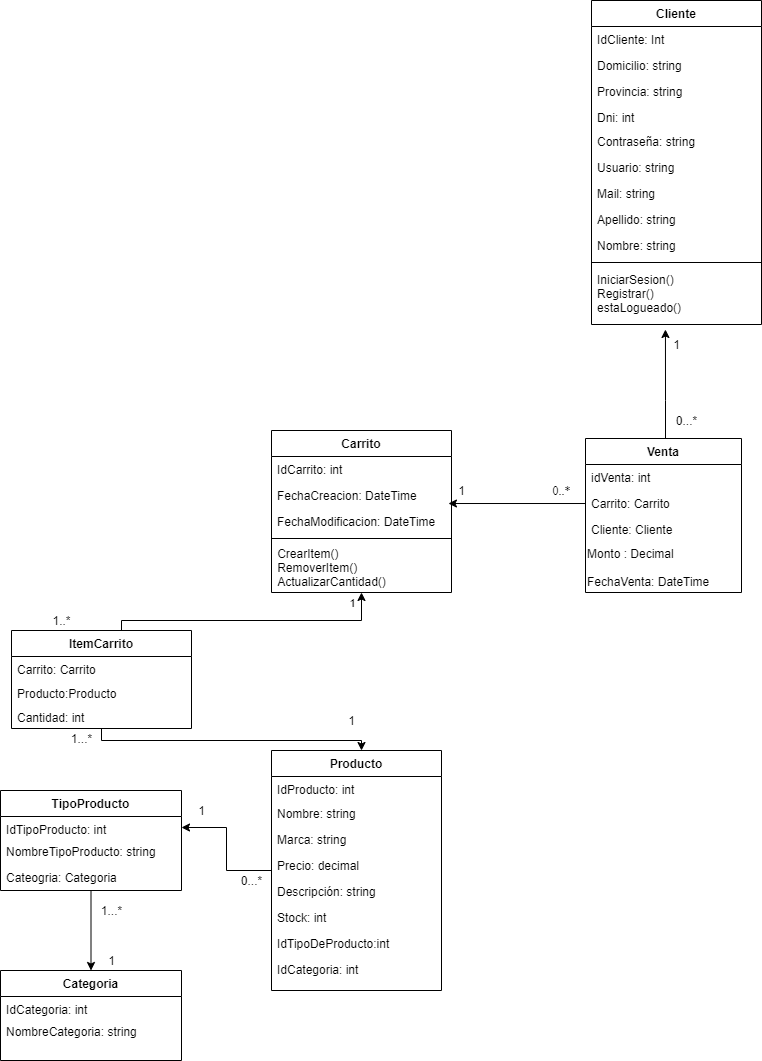 Cliente
IdCliente: Int
Domicilio: string
Provincia: string
Dni: int
Contraseña: string
Usuario: string
Mail: string
Apellido: string
Nombre: string
IniciarSesion()
Registrar()
estaLogueado()
1
0...*
Carrito
IdCarrito: int
FechaCreacion: DateTime
FechaModificacion: DateTime
CrearItem()
RemoverItem()
ActualizarCantidad()
1
0..*
Venta
idVenta: int
Carrito: Carrito
Cliente: Cliente
Monto : Decimal
FechaVenta: DateTime
1
1..*
ItemCarrito
Carrito: Carrito
Producto:Producto
Cantidad: int
1...*
1
Producto
IdProducto: int
Nombre: string
Marca: string
Precio: decimal
Descripción: string
Stock: int
IdTipoDeProducto:int
IdCategoria: int
TipoProducto
IdTipoProducto: int
NombreTipoProducto: string
Cateogria: Categoria
1
0...*
1...*
1
Categoria
IdCategoria: int
NombreCategoria: string